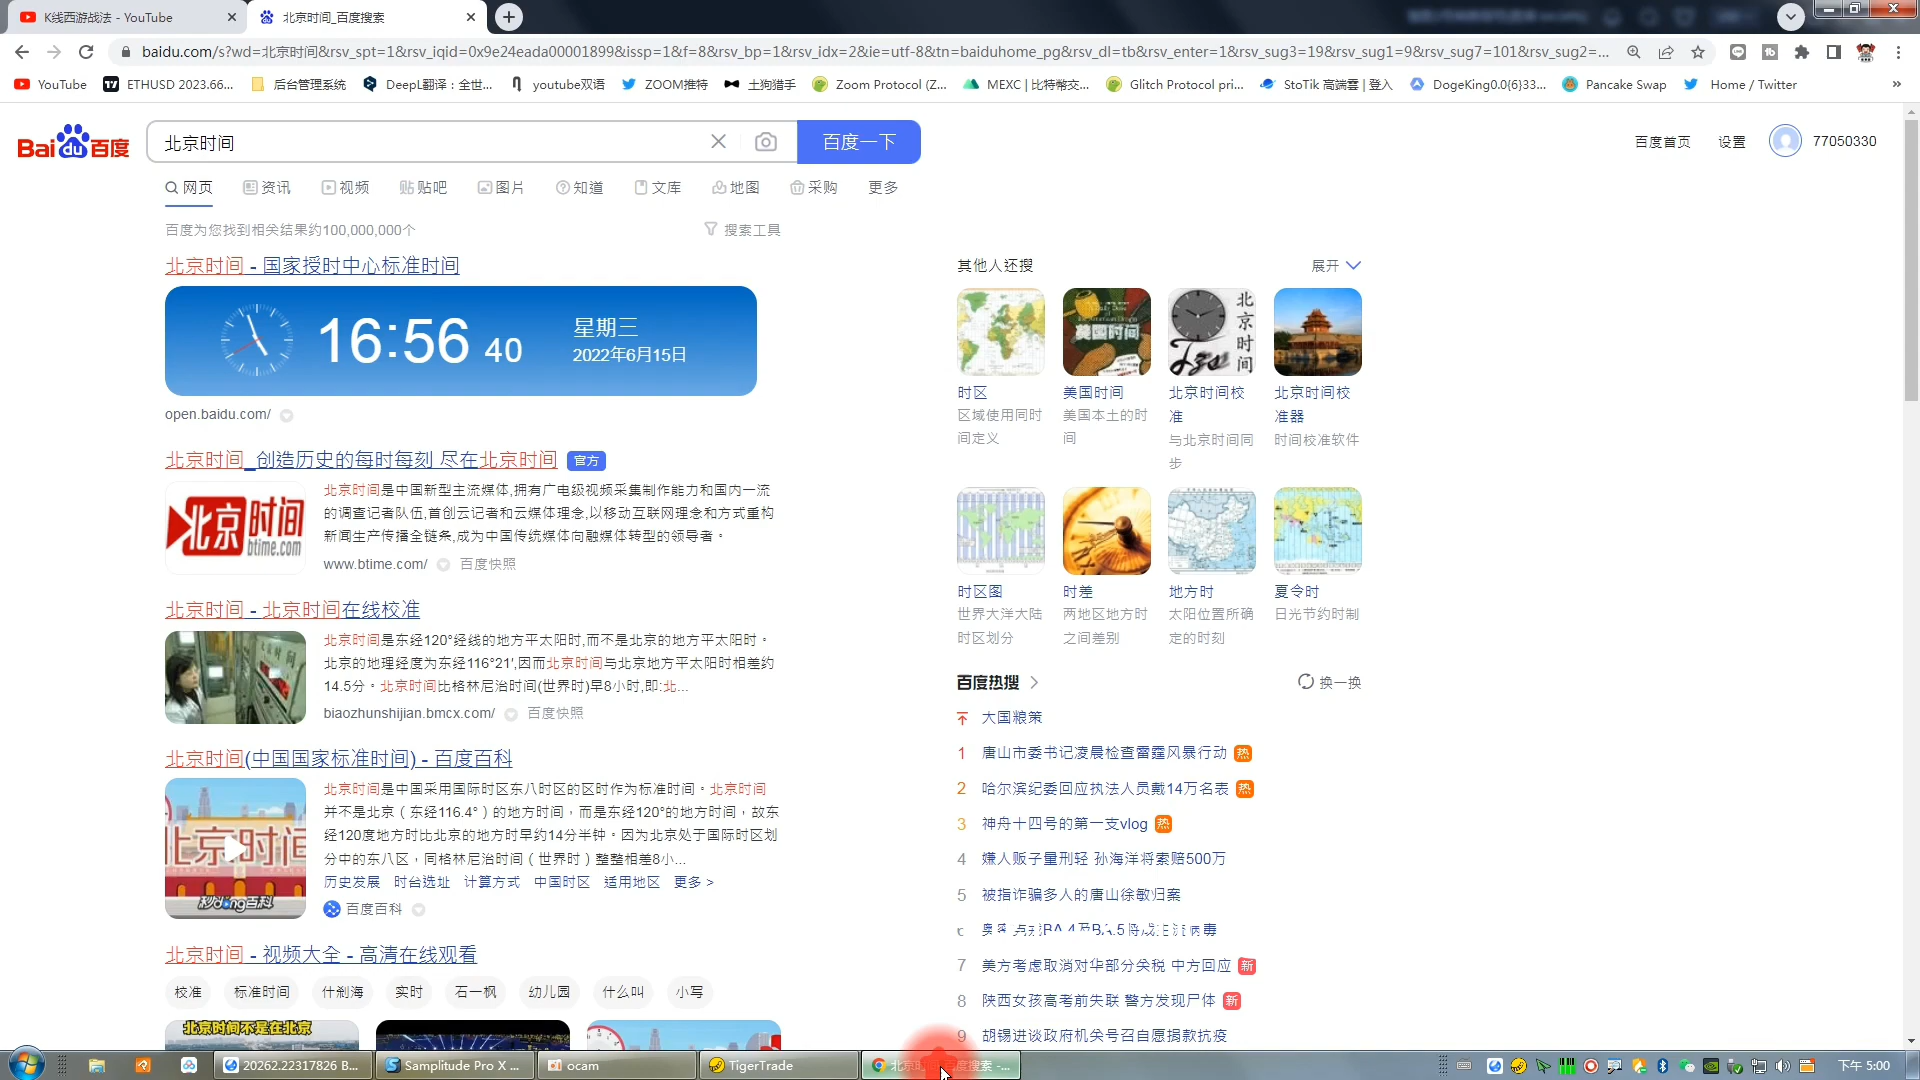 K线西游战法 - YouTube
北京时间_百度搜索
baidu.com/s?wd=北京时间&rsv_spt=1&rsv_iqid=0x9e24eada00001899&issp=1&f=8&rsv_bp=1&rsv_idx=2&ie=utf-8&tn=baiduhome_pg&rsv_dl=tb&rsv_enter=1&rsv_sug3=19&rsv_sug1=9&rsv_sug7=101&rsv_sug2=...
YouTube ETHUSD 2023.66... 后台管理系统 DeepL翻译：全世... youtube双语 ZOOM推特 土狗猎手 Zoom Protocol (Z... MEXC | 比特幣交... Glitch Protocol pri... StoTik 高端雲 | 登入 DogeKing0.0{6}33... Pancake Swap Home / Twitter
Bai du 百度 北京时间 百度一下 百度首页 设置 77050330
网页 资讯 视频 贴吧 图片 知道 文库 地图 采购 更多
百度为您找到相关结果约100,000,000个 搜索工具
北京时间 - 国家授时中心标准时间
16:56 40 星期三
2022年6月15日
open.baidu.com/
北京时间_创造历史的每时每刻 尽在北京时间 官方
北京时间 btime.com
北京时间是中国新型主流媒体,拥有广电级视频采集制作能力和国内一流
的调查记者队伍,首创云记者和云媒体理念,以移动互联网理念和方式重构
新闻生产传播全链条,成为中国传统媒体向融媒体转型的领导者。
www.btime.com/ 百度快照
北京时间 - 北京时间在线校准
北京时间是东经120°经线的地方平太阳时,而不是北京的地方平太阳时。
北京的地理经度为东经116°21′,因而北京时间与北京地方平太阳时相差约
14.5分。北京时间比格林尼治时间(世界时)早8小时,即:北...
biaozhunshijian.bmcx.com/ 百度快照
北京时间(中国国家标准时间) - 百度百科
北京时间
秒dong百科
北京时间是中国采用国际时区东八时区的区时作为标准时间。北京时间
并不是北京（东经116.4°）的地方时间，而是东经120°的地方时间，故东
经120度地方时比北京的地方时早约14分半钟。因为北京处于国际时区划
分中的东八区，同格林尼治时间（世界时）整整相差8小...
历史发展 时台选址 计算方式 中国时区 适用地区 更多 >
百度百科
北京时间 - 视频大全 - 高清在线观看
校准 标准时间 什刹海 实时 石一枫 幼儿园 什么叫 小写
北京时间不是在北京
其他人还搜 展开
美国时间
北京时间
时区 美国时间 北京时间校准 北京时间校准器
区域使用同时间定义 美国本土的时间 与北京时间同步 时间校准软件
时区图 时差 地方时 夏令时
世界大洋大陆时区划分 两地区地方时之间差别 太阳位置所确定的时刻 日光节约时制
百度热搜 换一换
大国粮策
1 唐山市委书记凌晨检查雷霆风暴行动 热
2 哈尔滨纪委回应执法人员戴14万名表 热
3 神舟十四号的第一支vlog 热
4 嫌人贩子量刑轻 孙海洋将索赔500万
5 被指诈骗多人的唐山徐敏归案
7 美方考虑取消对华部分关税 中方回应 新
8 陕西女孩高考前失联 警方发现尸体 新
9 胡锡进谈政府机关号召自愿捐款抗疫
20262.22317826 B... Samplitude Pro X ... ocam TigerTrade 下午 5:00